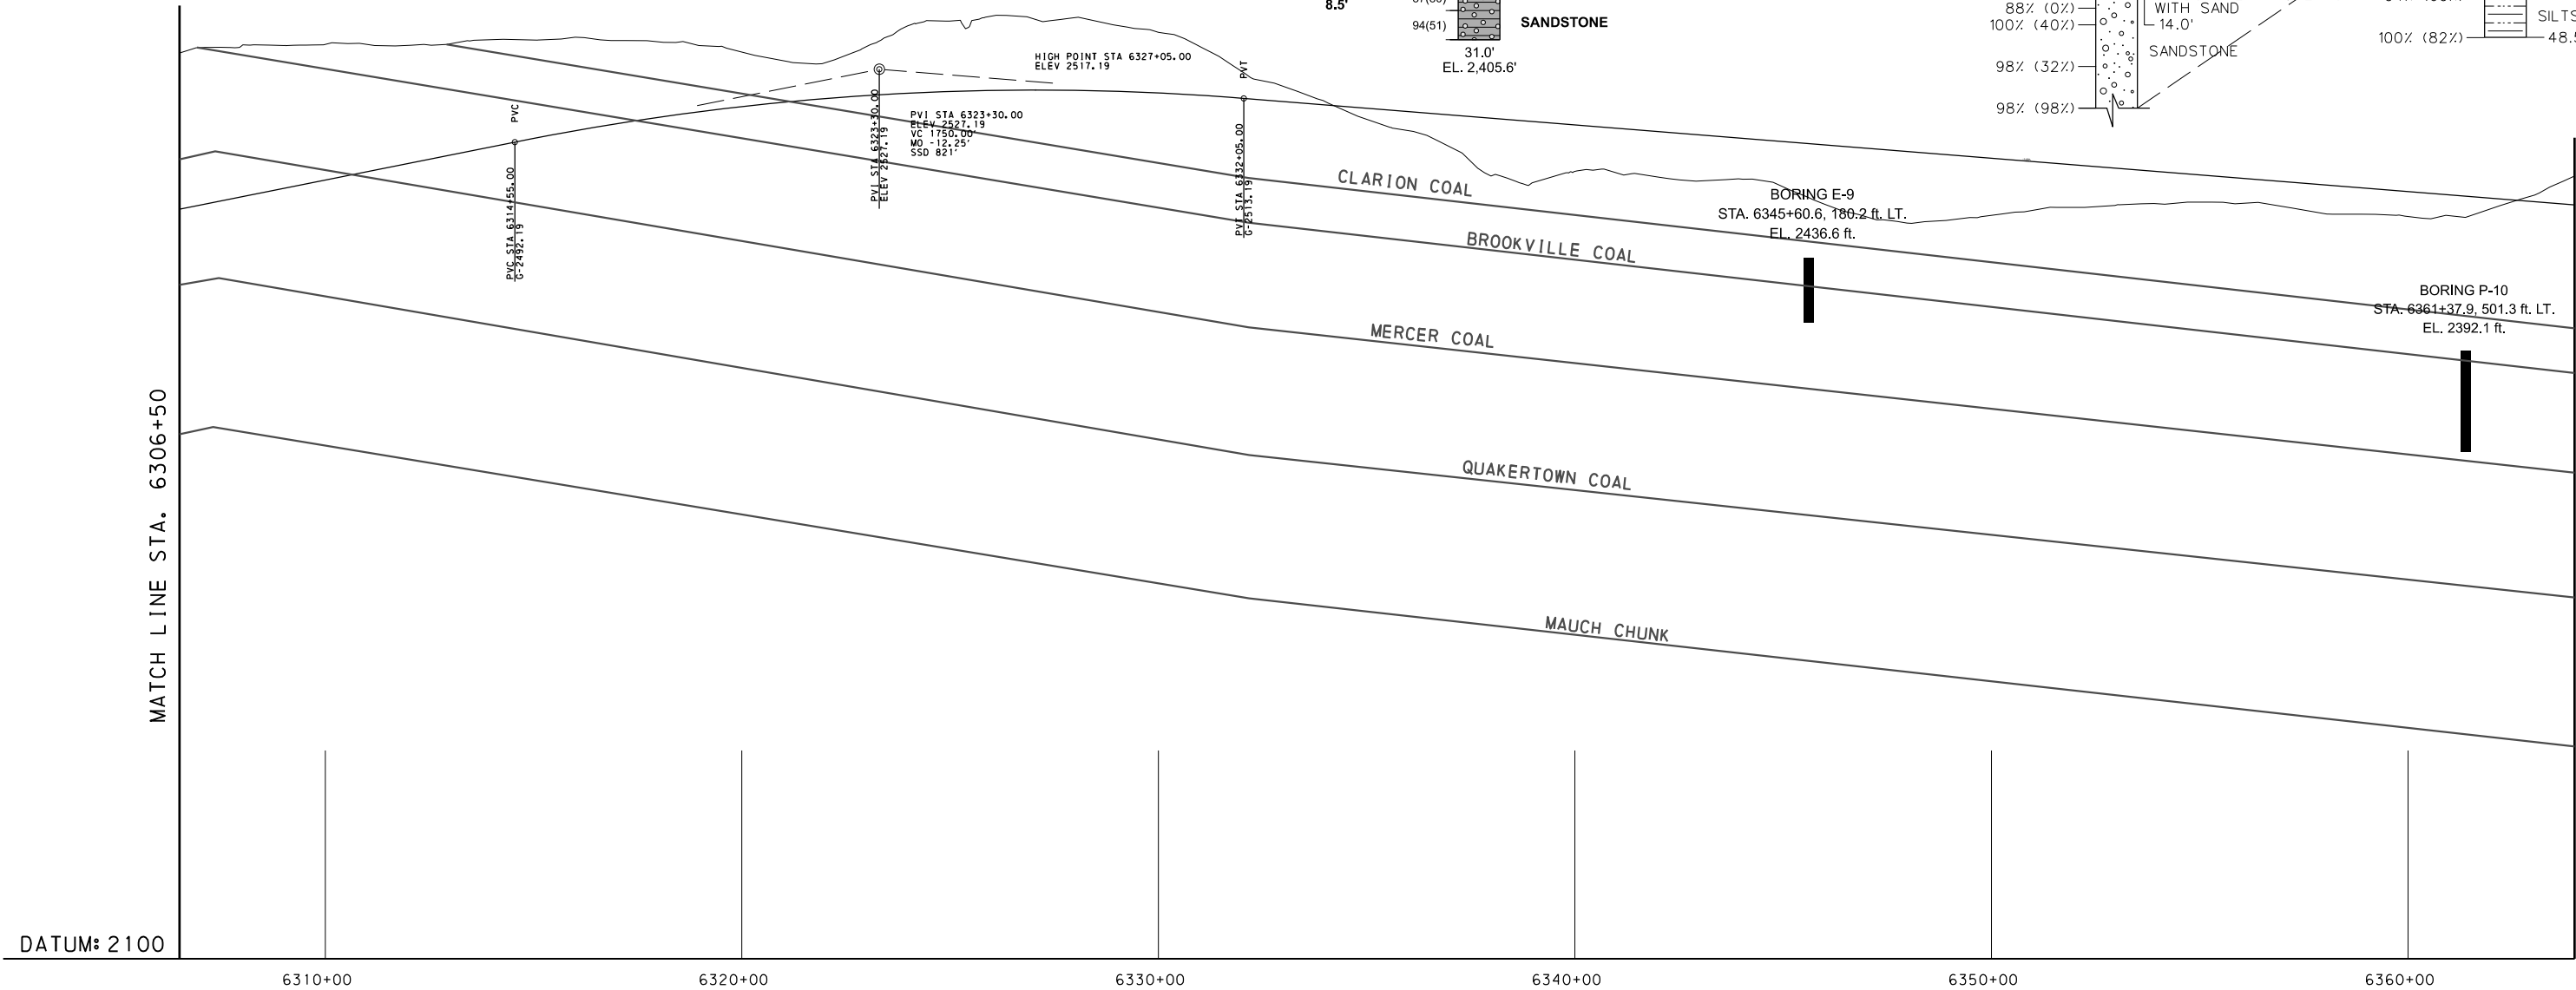 8.5'
94(51)
SANDSTONE
31.0'
EL. 2,405.6'
88% (0%)
100% (40%)
98% (32%)
98% (98%)
WITH SAND
14.0'
SANDSTONE
100% (82%)
HIGH POINT STA 6327+05.00
ELEV 2517.19
PVC
PVC STA 6314+55.00
G-2492.19
PVI STA 6323+30.00
ELEV 2527.19
PVI STA 6323+30.00
ELEV 2527.19
VC 1750.00'
MO -12.25'
SSD 821'
PVT
PVT STA 6332+05.00
G-2513.19
CLARION COAL
BROOKVILLE COAL
MERCER COAL
QUAKERTOWN COAL
MAUCH CHUNK
BORING E-9
STA. 6345+60.6, 180.2 ft. LT.
EL. 2436.6 ft.
BORING P-10
STA. 6361+37.9, 501.3 ft. LT.
EL. 2392.1 ft.
MATCH LINE STA. 6306+50
DATUM: 2100
6310+00
6320+00
6330+00
6340+00
6350+00
6360+00